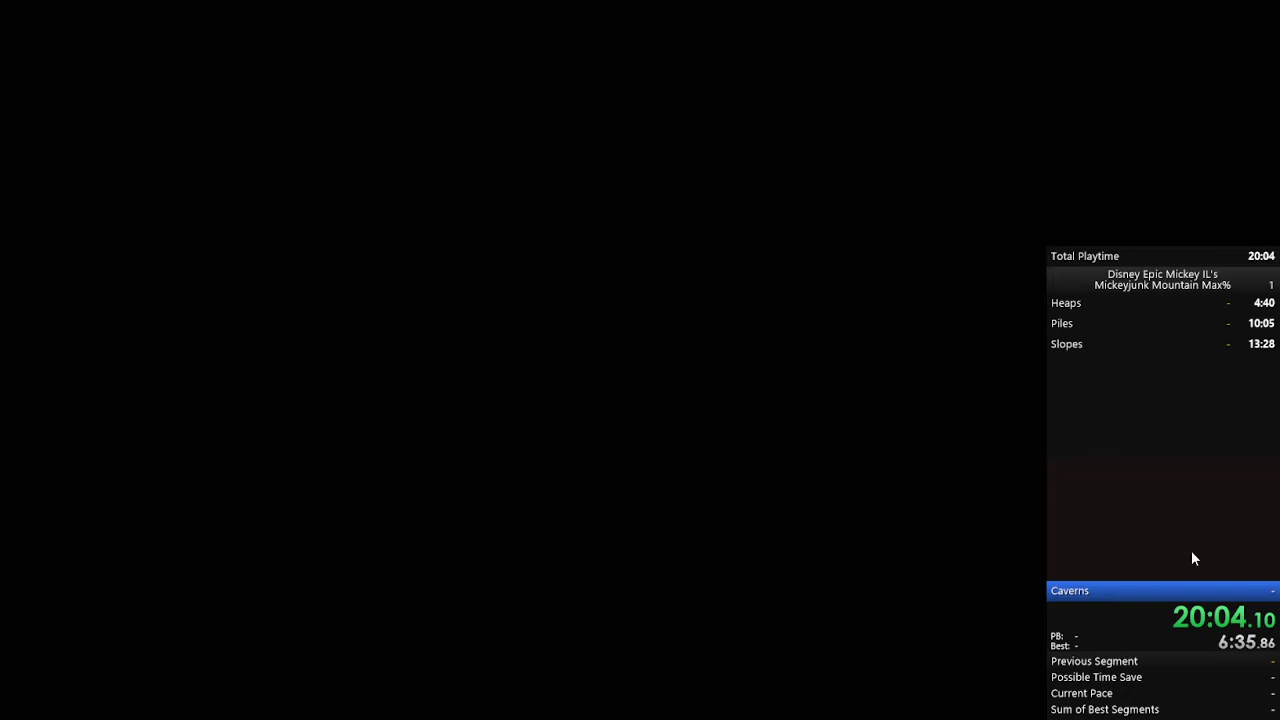 Total Playtime 20:04
Disney Epic Mickey IL's
Mickeyjunk Mountain Max% 1
Heaps - 4:40
Piles - 10:05
Slopes - 13:28
Caverns -
20:04.10
PB: -
Best: -
6:35.86
Previous Segment -
Possible Time Save -
Current Pace -
Sum of Best Segments -